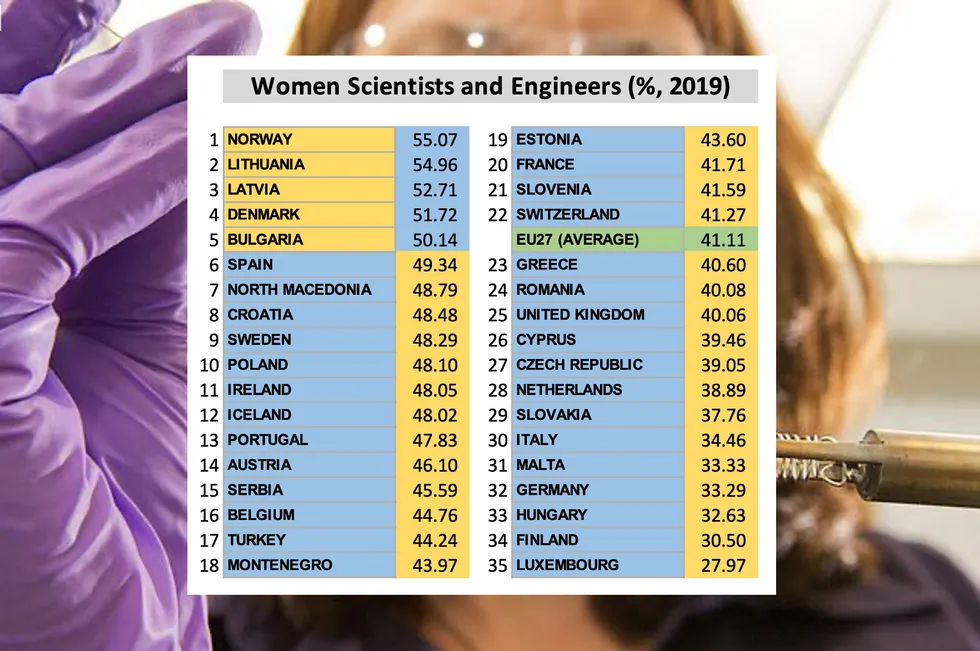 Women Scientists and Engineers (%, 2019)
1 NORWAY 55.07
2 LITHUANIA 54.96
3 LATVIA 52.71
4 DENMARK 51.72
5 BULGARIA 50.14
6 SPAIN 49.34
7 NORTH MACEDONIA 48.79
8 CROATIA 48.48
9 SWEDEN 48.29
10 POLAND 48.10
11 IRELAND 48.05
12 ICELAND 48.02
13 PORTUGAL 47.83
14 AUSTRIA 46.10
15 SERBIA 45.59
16 BELGIUM 44.76
17 TURKEY 44.24
18 MONTENEGRO 43.97
19 ESTONIA 43.60
20 FRANCE 41.71
21 SLOVENIA 41.59
22 SWITZERLAND 41.27
EU27 (AVERAGE) 41.11
23 GREECE 40.60
24 ROMANIA 40.08
25 UNITED KINGDOM 40.06
26 CYPRUS 39.46
27 CZECH REPUBLIC 39.05
28 NETHERLANDS 38.89
29 SLOVAKIA 37.76
30 ITALY 34.46
31 MALTA 33.33
32 GERMANY 33.29
33 HUNGARY 32.63
34 FINLAND 30.50
35 LUXEMBOURG 27.97